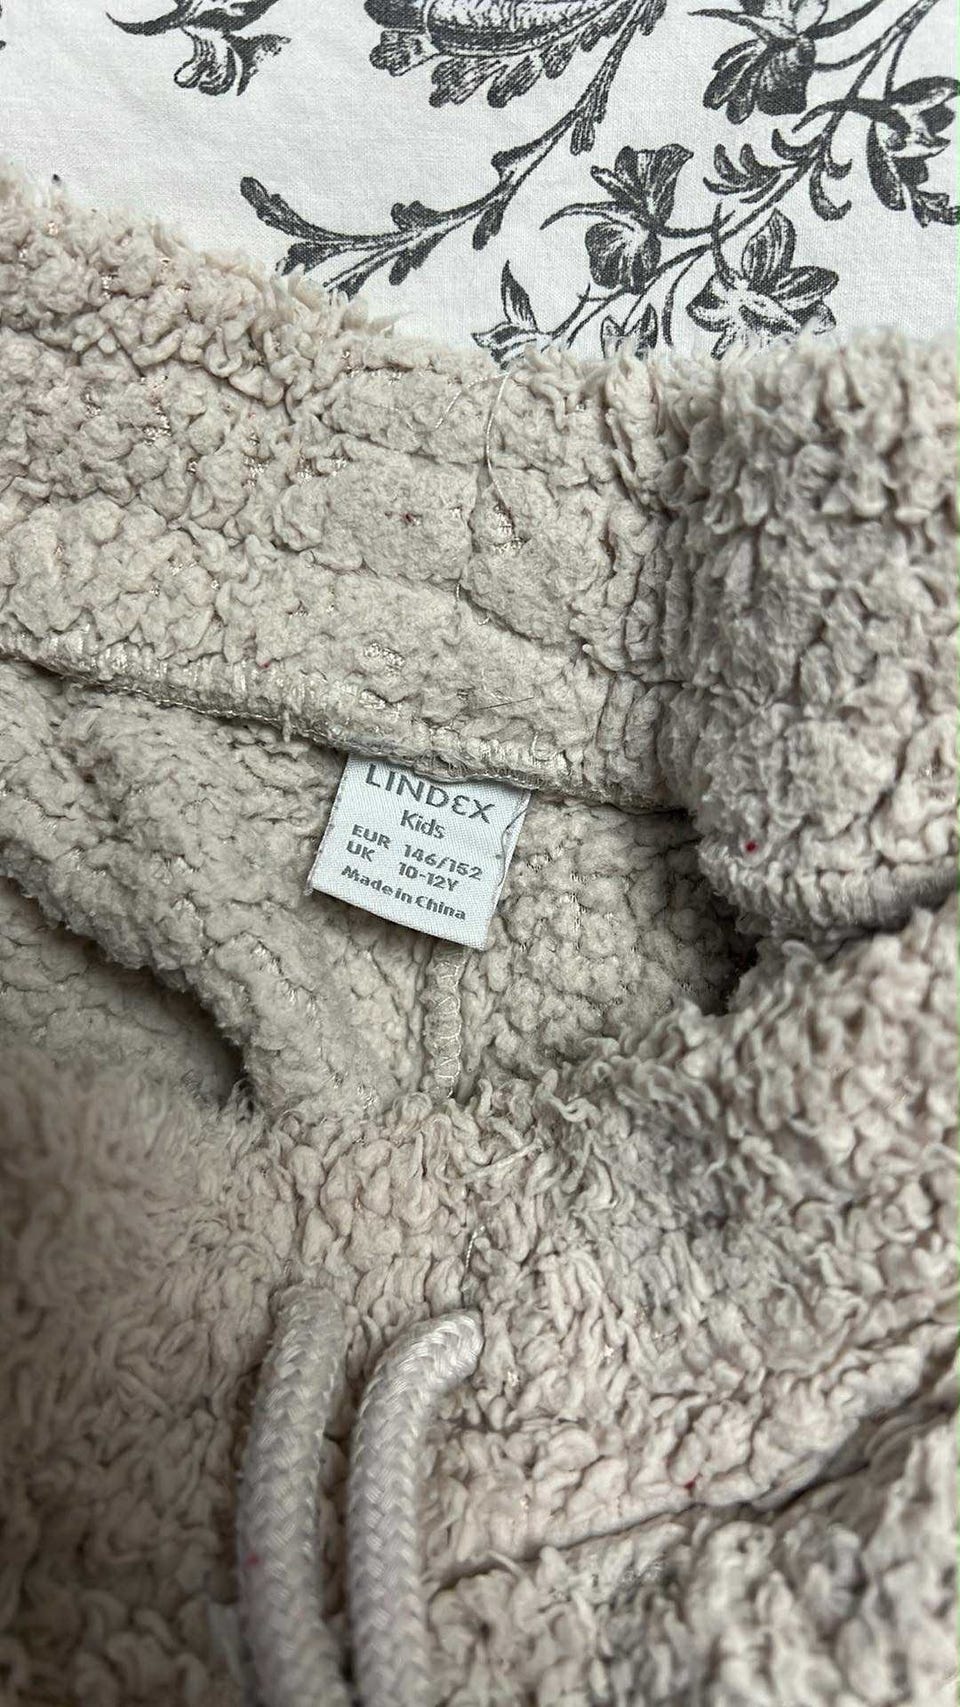 LINDEX
Kids
EUR 146/152
UK 10-12Y
Made in China